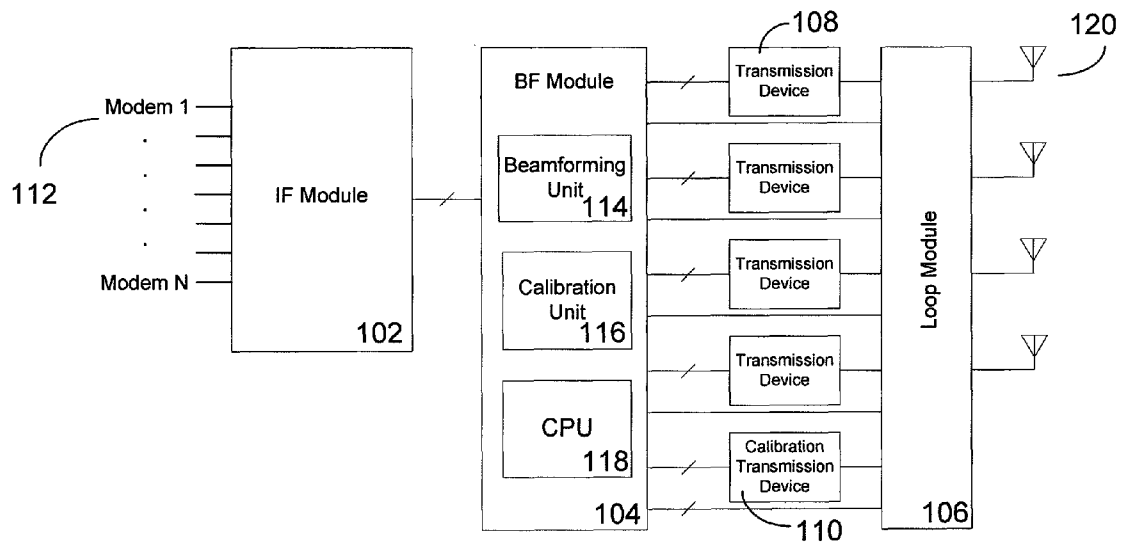 108
120
Transmission
Device
BF Module
Modem 1
112
IF Module
102
Modem N
Beamforming
Unit
114
Transmission
Device
Calibration
Unit
116
Transmission
Device
Transmission
Device
CPU
118
104
Calibration
Transmission
Device
110
Loop Module
106